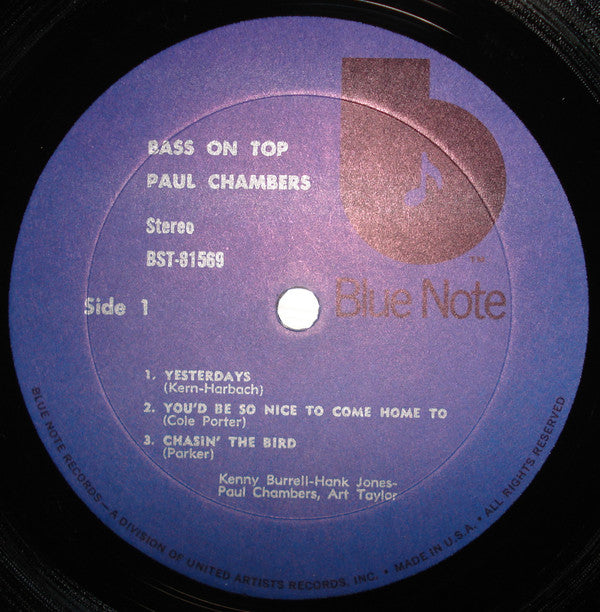 BASS ON TOP
PAUL CHAMBERS
Stereo
BST-81569
Side 1
TM
Blue Note
1. YESTERDAYS
(Kern-Harbach)
2. YOU'D BE SO NICE TO COME HOME TO
(Cole Porter)
3. CHASIN' THE BIRD
(Parker)
Kenny Burrell-Hank Jones-
Paul Chambers, Art Taylor
BLUE NOTE RECORDS—A DIVISION OF UNITED ARTISTS RECORDS, INC. • MADE IN U.S.A. • ALL RIGHTS RESERVED